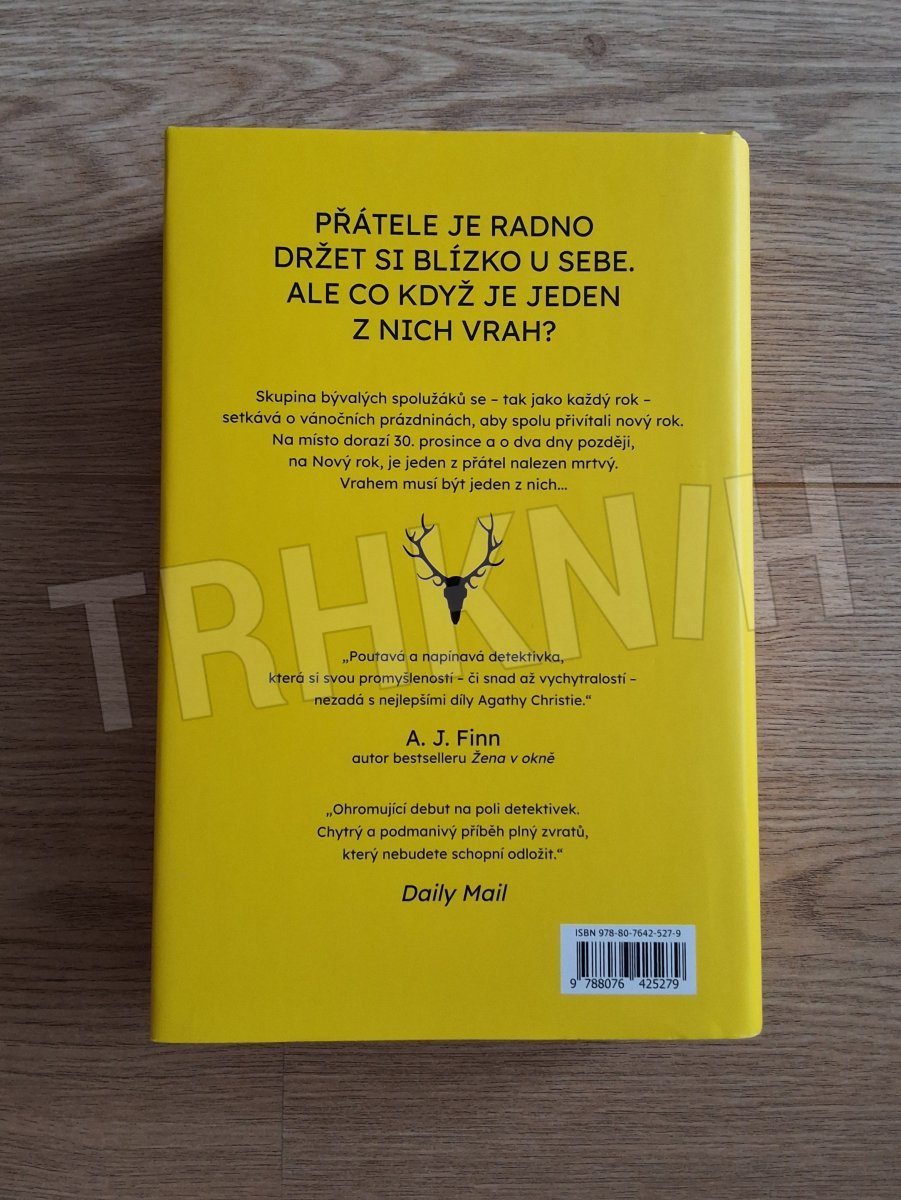 PŘÁTELE JE RADNO
DRŽET SI BLÍZKO U SEBE.
ALE CO KDYŽ JE JEDEN
Z NICH VRAH?
Skupina bývalých spolužáků se – tak jako každý rok –
setkává o vánočních prázdninách, aby spolu přivítali nový rok.
Na místo dorazí 30. prosince a o dva dny později,
na Nový rok, je jeden z přátel nalezen mrtvý.
Vrahem musí být jeden z nich...
TRHKNIH
„Poutavá a napínavá detektivka,
která si svou promyšleností – či snad až vychytralostí –
nezadá s nejlepšími díly Agathy Christie.“
A. J. Finn
autor bestselleru Žena v okně
„Ohromující debut na poli detektivek.
Chytrý a podmanivý příběh plný zvratů,
který nebudete schopní odložit.“
Daily Mail
ISBN 978-80-7642-527-9
9 788076 425279